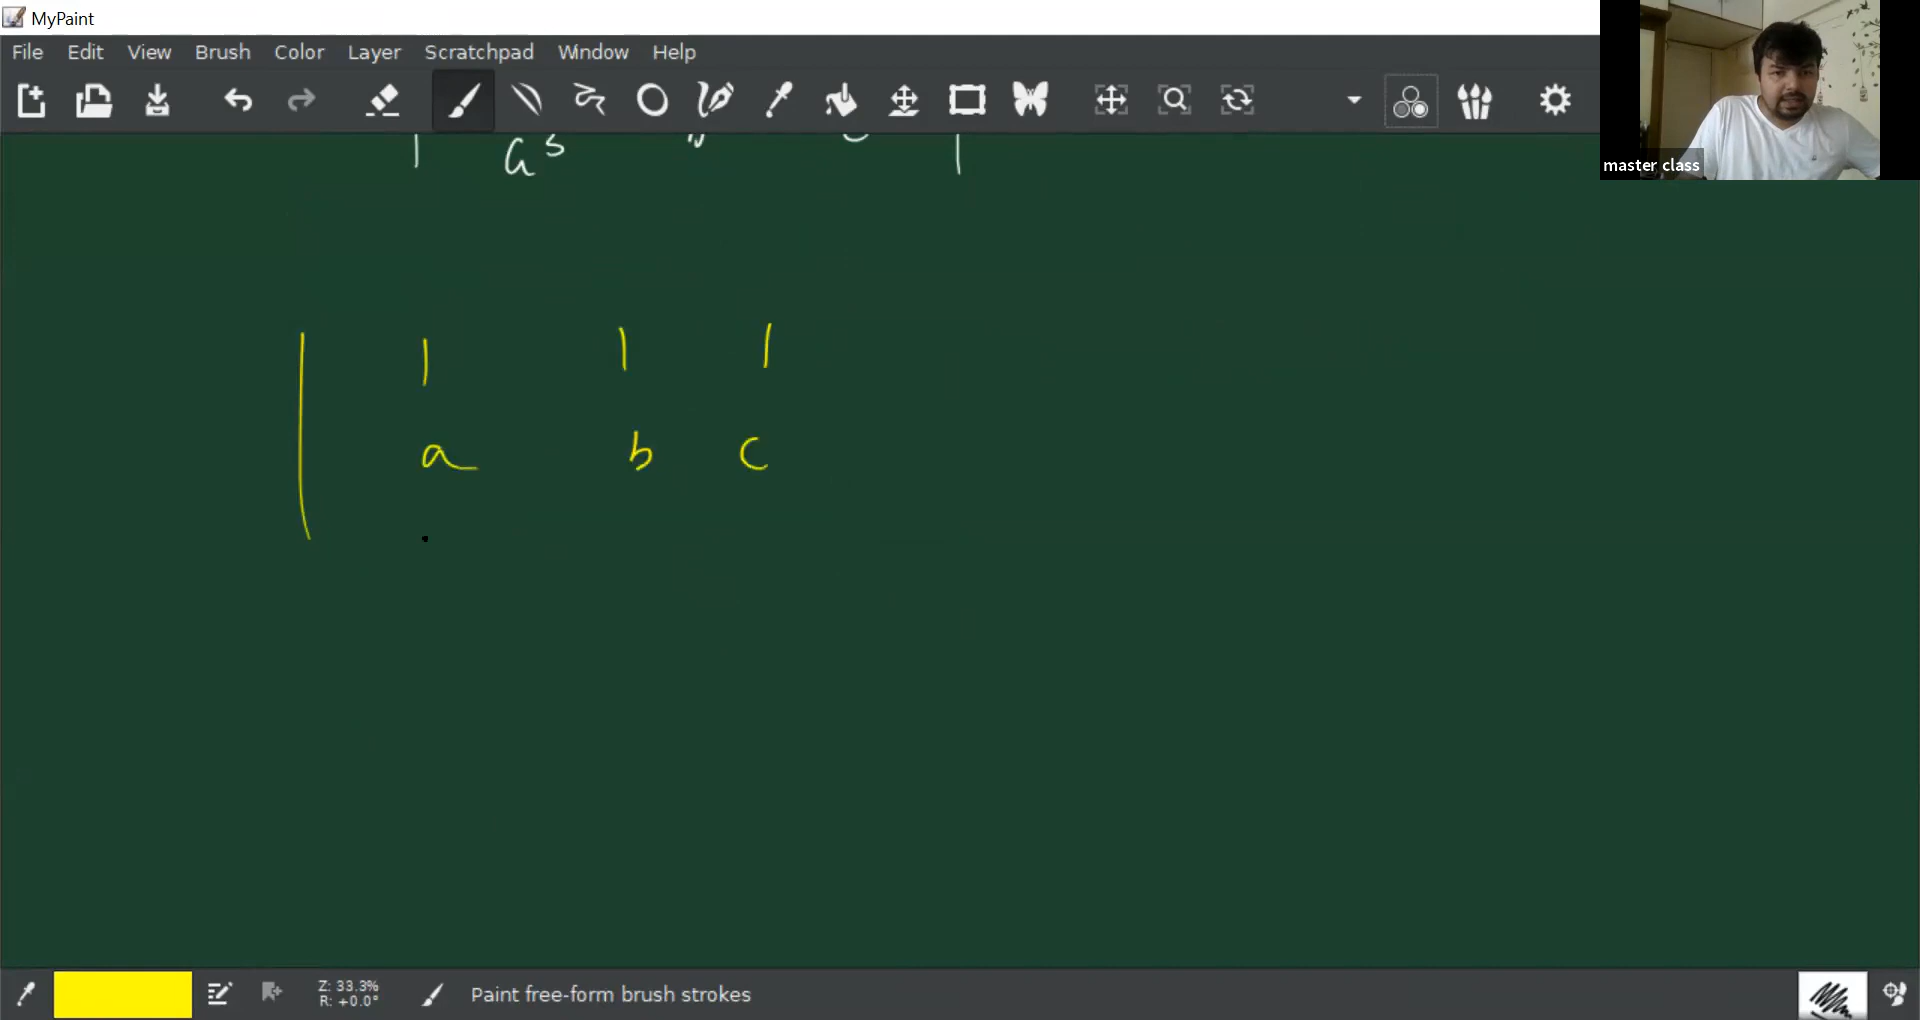 MyPaint
File Edit View Brush Color Layer Scratchpad Window Help
master class
| 1 1 1
a b c
Z: 33.3%
R: +0.0°
Paint free-form brush strokes